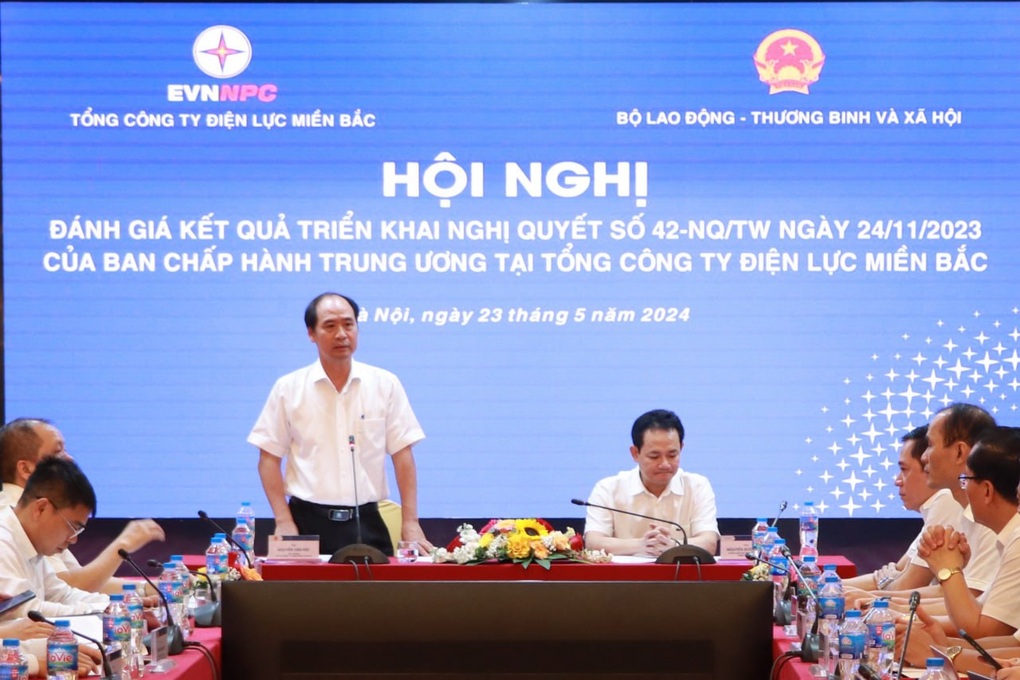 EVNNPC
TỔNG CÔNG TY ĐIỆN LỰC MIỀN BẮC
BỘ LAO ĐỘNG - THƯƠNG BINH VÀ XÃ HỘI
HỘI NGHỊ
ĐÁNH GIÁ KẾT QUẢ TRIỂN KHAI NGHỊ QUYẾT SỐ 42-NQ/TW NGÀY 24/11/2023
CỦA BAN CHẤP HÀNH TRUNG ƯƠNG TẠI TỔNG CÔNG TY ĐIỆN LỰC MIỀN BẮC
à Nội, ngày 23 tháng 5 năm 2024
LaVie